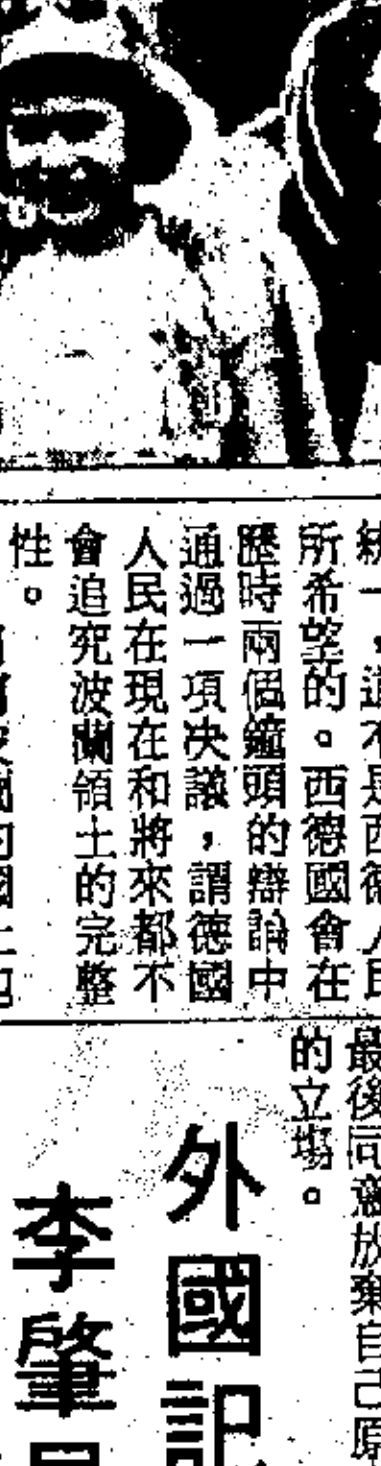 統一，這不是西德人民
所希望的。西德國會在
歷時兩個鐘頭的辯論中
通過一項决議，謂德國
人民在現在和將來都不
會追究波蘭領土的完整
性。
最後同意放棄自己原
的立場。
外國記
李肇